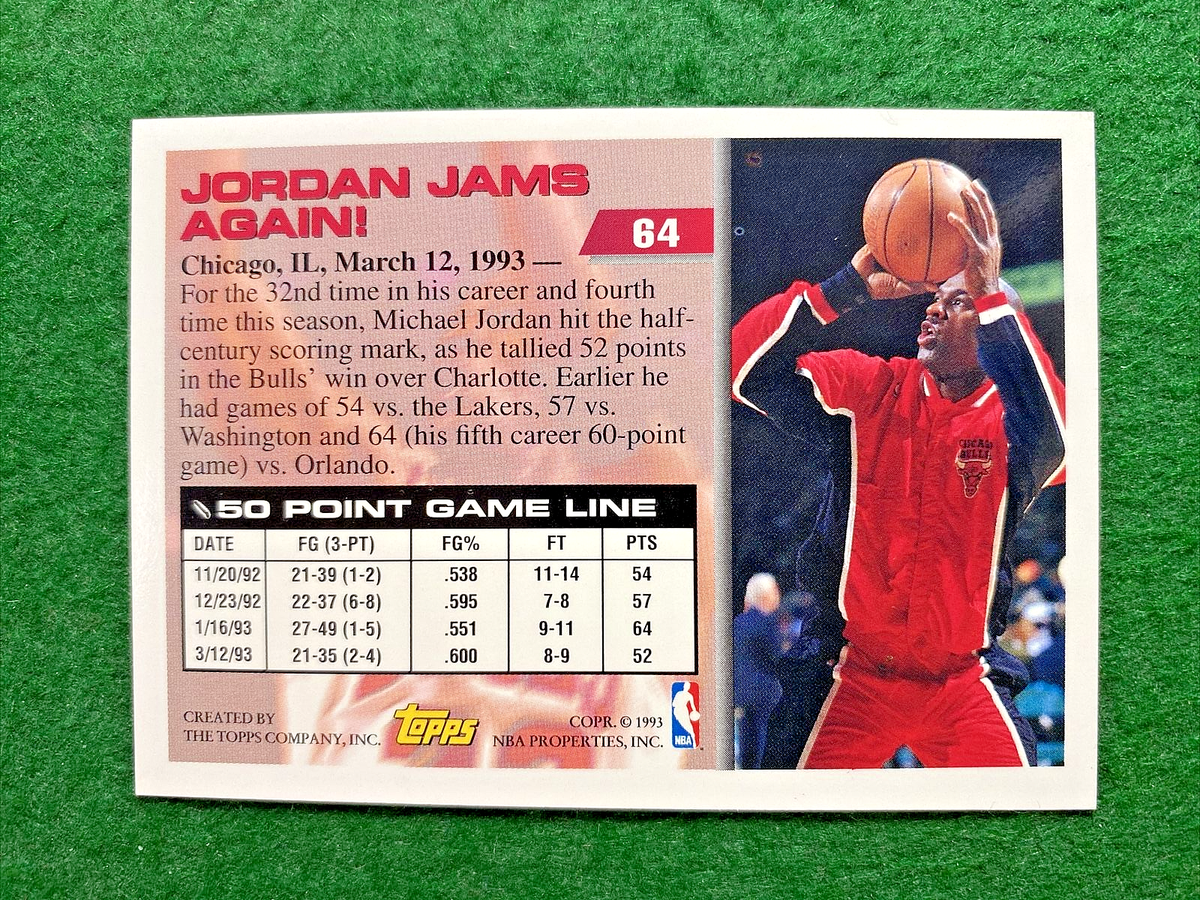 JORDAN JAMS
AGAIN!
64
Chicago, IL, March 12, 1993 —
For the 32nd time in his career and fourth
time this season, Michael Jordan hit the half-
century scoring mark, as he tallied 52 points
in the Bulls' win over Charlotte. Earlier he
had games of 54 vs. the Lakers, 57 vs.
Washington and 64 (his fifth career 60-point
game) vs. Orlando.
50 POINT GAME LINE
DATE FG (3-PT) FG% FT PTS
11/20/92 21-39 (1-2) .538 11-14 54
12/23/92 22-37 (6-8) .595 7-8 57
1/16/93 27-49 (1-5) .551 9-11 64
3/12/93 21-35 (2-4) .600 8-9 52
CREATED BY
THE TOPPS COMPANY, INC.
TOPPS
COPR. © 1993
NBA PROPERTIES, INC.
NBA
CHICAGO
BULLS